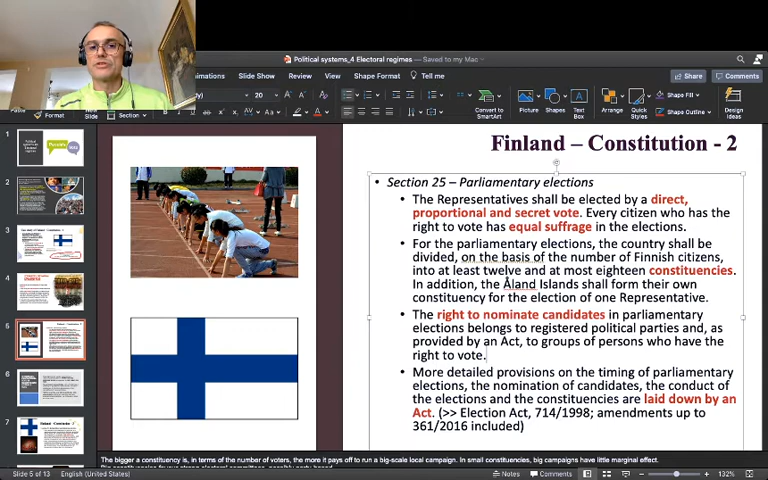 Political systems_4 Electoral regimes — Saved to my Mac
nimations Slide Show Review View Shape Format Tell me
Share Comments
Format Slide Section 20
Convert to SmartArt Picture Shapes Text Box Arrange Quick Styles Shape Fill Shape Outline Design Ideas
Finland – Constitution - 2
• Section 25 – Parliamentary elections
• The Representatives shall be elected by a direct,
proportional and secret vote. Every citizen who has the
right to vote has equal suffrage in the elections.
• For the parliamentary elections, the country shall be
divided, on the basis of the number of Finnish citizens,
into at least twelve and at most eighteen constituencies.
In addition, the Åland Islands shall form their own
constituency for the election of one Representative.
• The right to nominate candidates in parliamentary
elections belongs to registered political parties and, as
provided by an Act, to groups of persons who have the
right to vote.
• More detailed provisions on the timing of parliamentary
elections, the nomination of candidates, the conduct of
the elections and the constituencies are laid down by an
Act. (>> Election Act, 714/1998; amendments up to
361/2016 included)
1
2
3
4
5
6
7
The bigger a constituency is, in terms of the number of voters, the more it pays off to run a big-scale local campaign. In small constituencies, big campaigns have little marginal effect.
Slide 5 of 13 English (United States) Notes Comments 132%